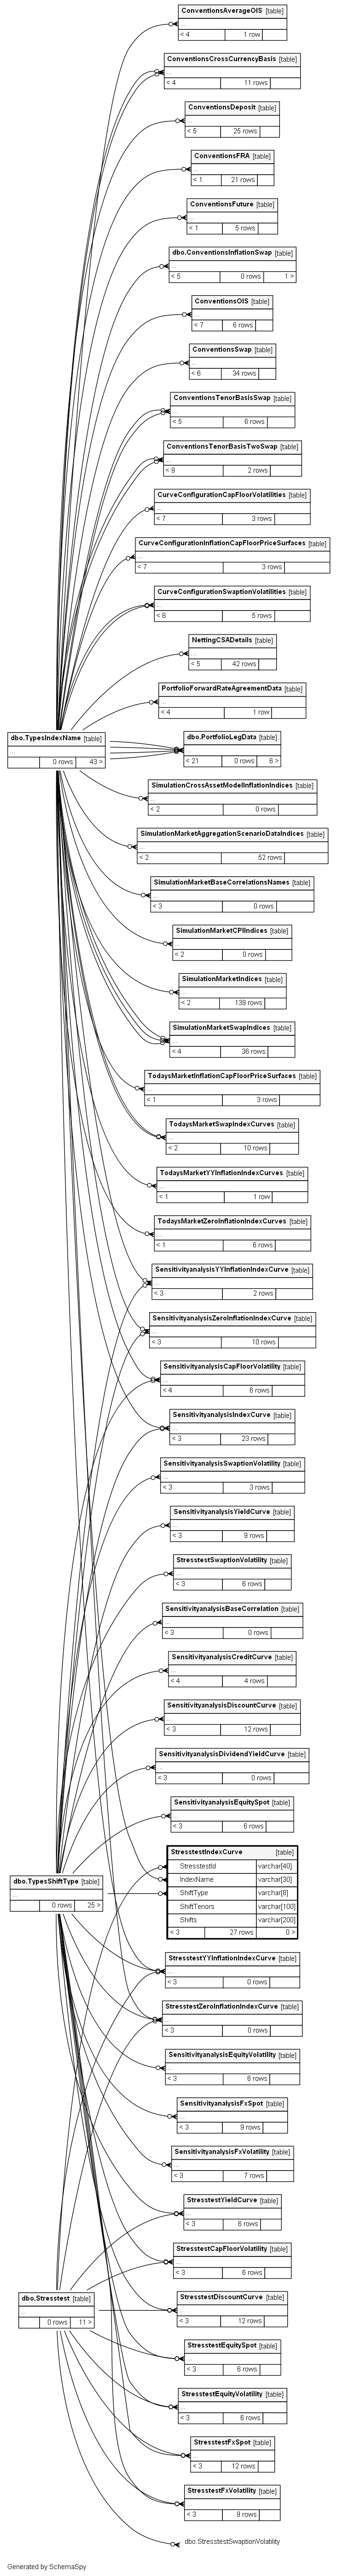 ConventionsAverageOIS [table]
...
< 4 1 row
ConventionsCrossCurrencyBasis [table]
...
< 4 11 rows
ConventionsDeposit [table]
...
< 5 25 rows
ConventionsFRA [table]
...
< 1 21 rows
ConventionsFuture [table]
...
< 1 5 rows
dbo.ConventionsInflationSwap [table]
...
< 5 0 rows 1 >
ConventionsOIS [table]
...
< 7 6 rows
ConventionsSwap [table]
...
< 6 34 rows
ConventionsTenorBasisSwap [table]
...
< 5 6 rows
ConventionsTenorBasisTwoSwap [table]
...
< 9 2 rows
CurveConfigurationCapFloorVolatilities [table]
...
< 7 3 rows
CurveConfigurationInflationCapFloorPriceSurfaces [table]
...
< 7 3 rows
CurveConfigurationSwaptionVolatilities [table]
...
< 8 5 rows
NettingCSADetails [table]
...
< 5 42 rows
PortfolioForwardRateAgreementData [table]
...
< 4 1 row
dbo.TypesIndexName [table]
...
0 rows 43 >
dbo.PortfolioLegData [table]
...
< 21 0 rows 6 >
SimulationCrossAssetModelInflationIndices [table]
...
< 2 0 rows
SimulationMarketAggregationScenarioDataIndices [table]
...
< 2 52 rows
SimulationMarketBaseCorrelationsNames [table]
...
< 3 0 rows
SimulationMarketCPIIndices [table]
...
< 2 0 rows
SimulationMarketIndices [table]
...
< 2 139 rows
SimulationMarketSwapIndices [table]
...
< 4 36 rows
TodaysMarketInflationCapFloorPriceSurfaces [table]
...
< 1 3 rows
TodaysMarketSwapIndexCurves [table]
...
< 2 10 rows
TodaysMarketYYInflationIndexCurves [table]
...
< 1 1 row
TodaysMarketZeroInflationIndexCurves [table]
...
< 1 6 rows
SensitivityanalysisYYInflationIndexCurve [table]
...
< 3 2 rows
SensitivityanalysisZeroInflationIndexCurve [table]
...
< 3 10 rows
SensitivityanalysisCapFloorVolatility [table]
...
< 4 6 rows
SensitivityanalysisIndexCurve [table]
...
< 3 23 rows
SensitivityanalysisSwaptionVolatility [table]
...
< 3 3 rows
SensitivityanalysisYieldCurve [table]
...
< 3 9 rows
StresstestSwaptionVolatility [table]
...
< 3 6 rows
SensitivityanalysisBaseCorrelation [table]
...
< 3 0 rows
SensitivityanalysisCreditCurve [table]
...
< 4 4 rows
SensitivityanalysisDiscountCurve [table]
...
< 3 12 rows
SensitivityanalysisDividendYieldCurve [table]
...
< 3 0 rows
SensitivityanalysisEquitySpot [table]
...
< 3 6 rows
dbo.TypesShiftType [table]
...
0 rows 25 >
StresstestIndexCurve [table]
StresstestId varchar[40]
IndexName varchar[30]
ShiftType varchar[8]
ShiftTenors varchar[100]
Shifts varchar[200]
< 3 27 rows 0 >
StresstestYYInflationIndexCurve [table]
...
< 3 0 rows
StresstestZeroInflationIndexCurve [table]
...
< 3 0 rows
SensitivityanalysisEquityVolatility [table]
...
< 3 6 rows
SensitivityanalysisFxSpot [table]
...
< 3 9 rows
SensitivityanalysisFxVolatility [table]
...
< 3 7 rows
StresstestYieldCurve [table]
...
< 3 6 rows
StresstestCapFloorVolatility [table]
...
< 3 6 rows
dbo.Stresstest [table]
...
0 rows 11 >
StresstestDiscountCurve [table]
...
< 3 12 rows
StresstestEquitySpot [table]
...
< 3 6 rows
StresstestEquityVolatility [table]
...
< 3 6 rows
StresstestFxSpot [table]
...
< 3 12 rows
StresstestFxVolatility [table]
...
< 3 9 rows
dbo.StresstestSwaptionVolatility
Generated by SchemaSpy